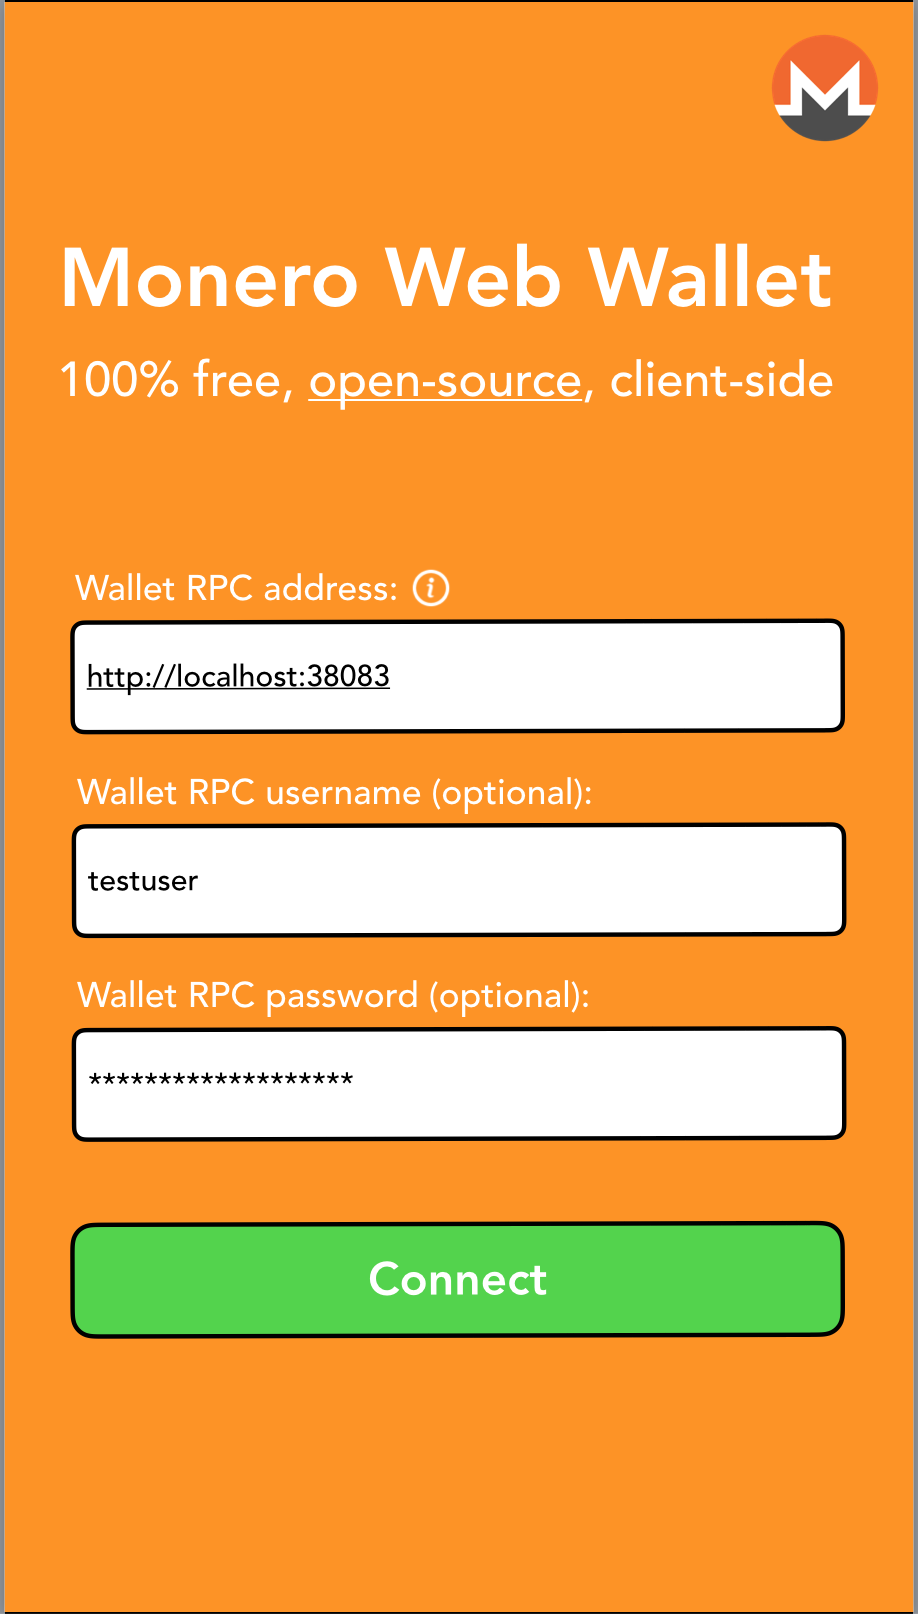 Monero Web Wallet
100% free, open-source, client-side
Wallet RPC address:
http://localhost:38083
Wallet RPC username (optional):
testuser
Wallet RPC password (optional):
*******************
Connect